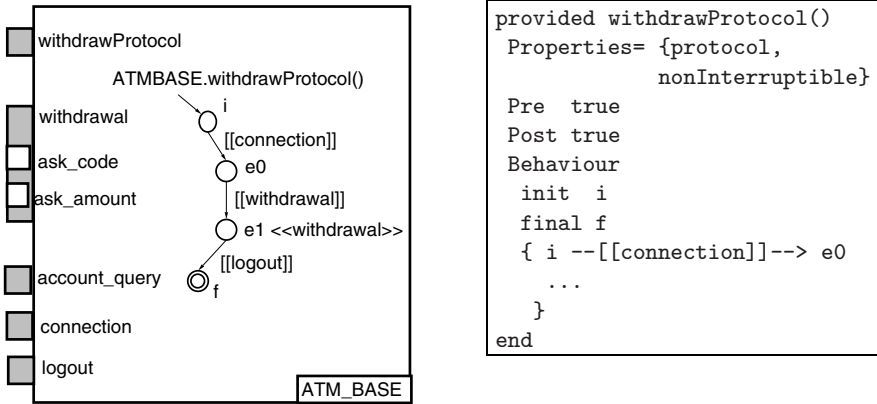 withdrawProtocol
ATMBASE.withdrawProtocol()
i
withdrawal
[[connection]]
ask_code
e0
ask_amount
[[withdrawal]]
e1 <<withdrawal>>
[[logout]]
account_query
f
connection
logout
ATM_BASE
provided withdrawProtocol()
Properties= {protocol,
nonInterruptible}
Pre true
Post true
Behaviour
init i
final f
{ i --[[connection]]--> e0
...
}
end